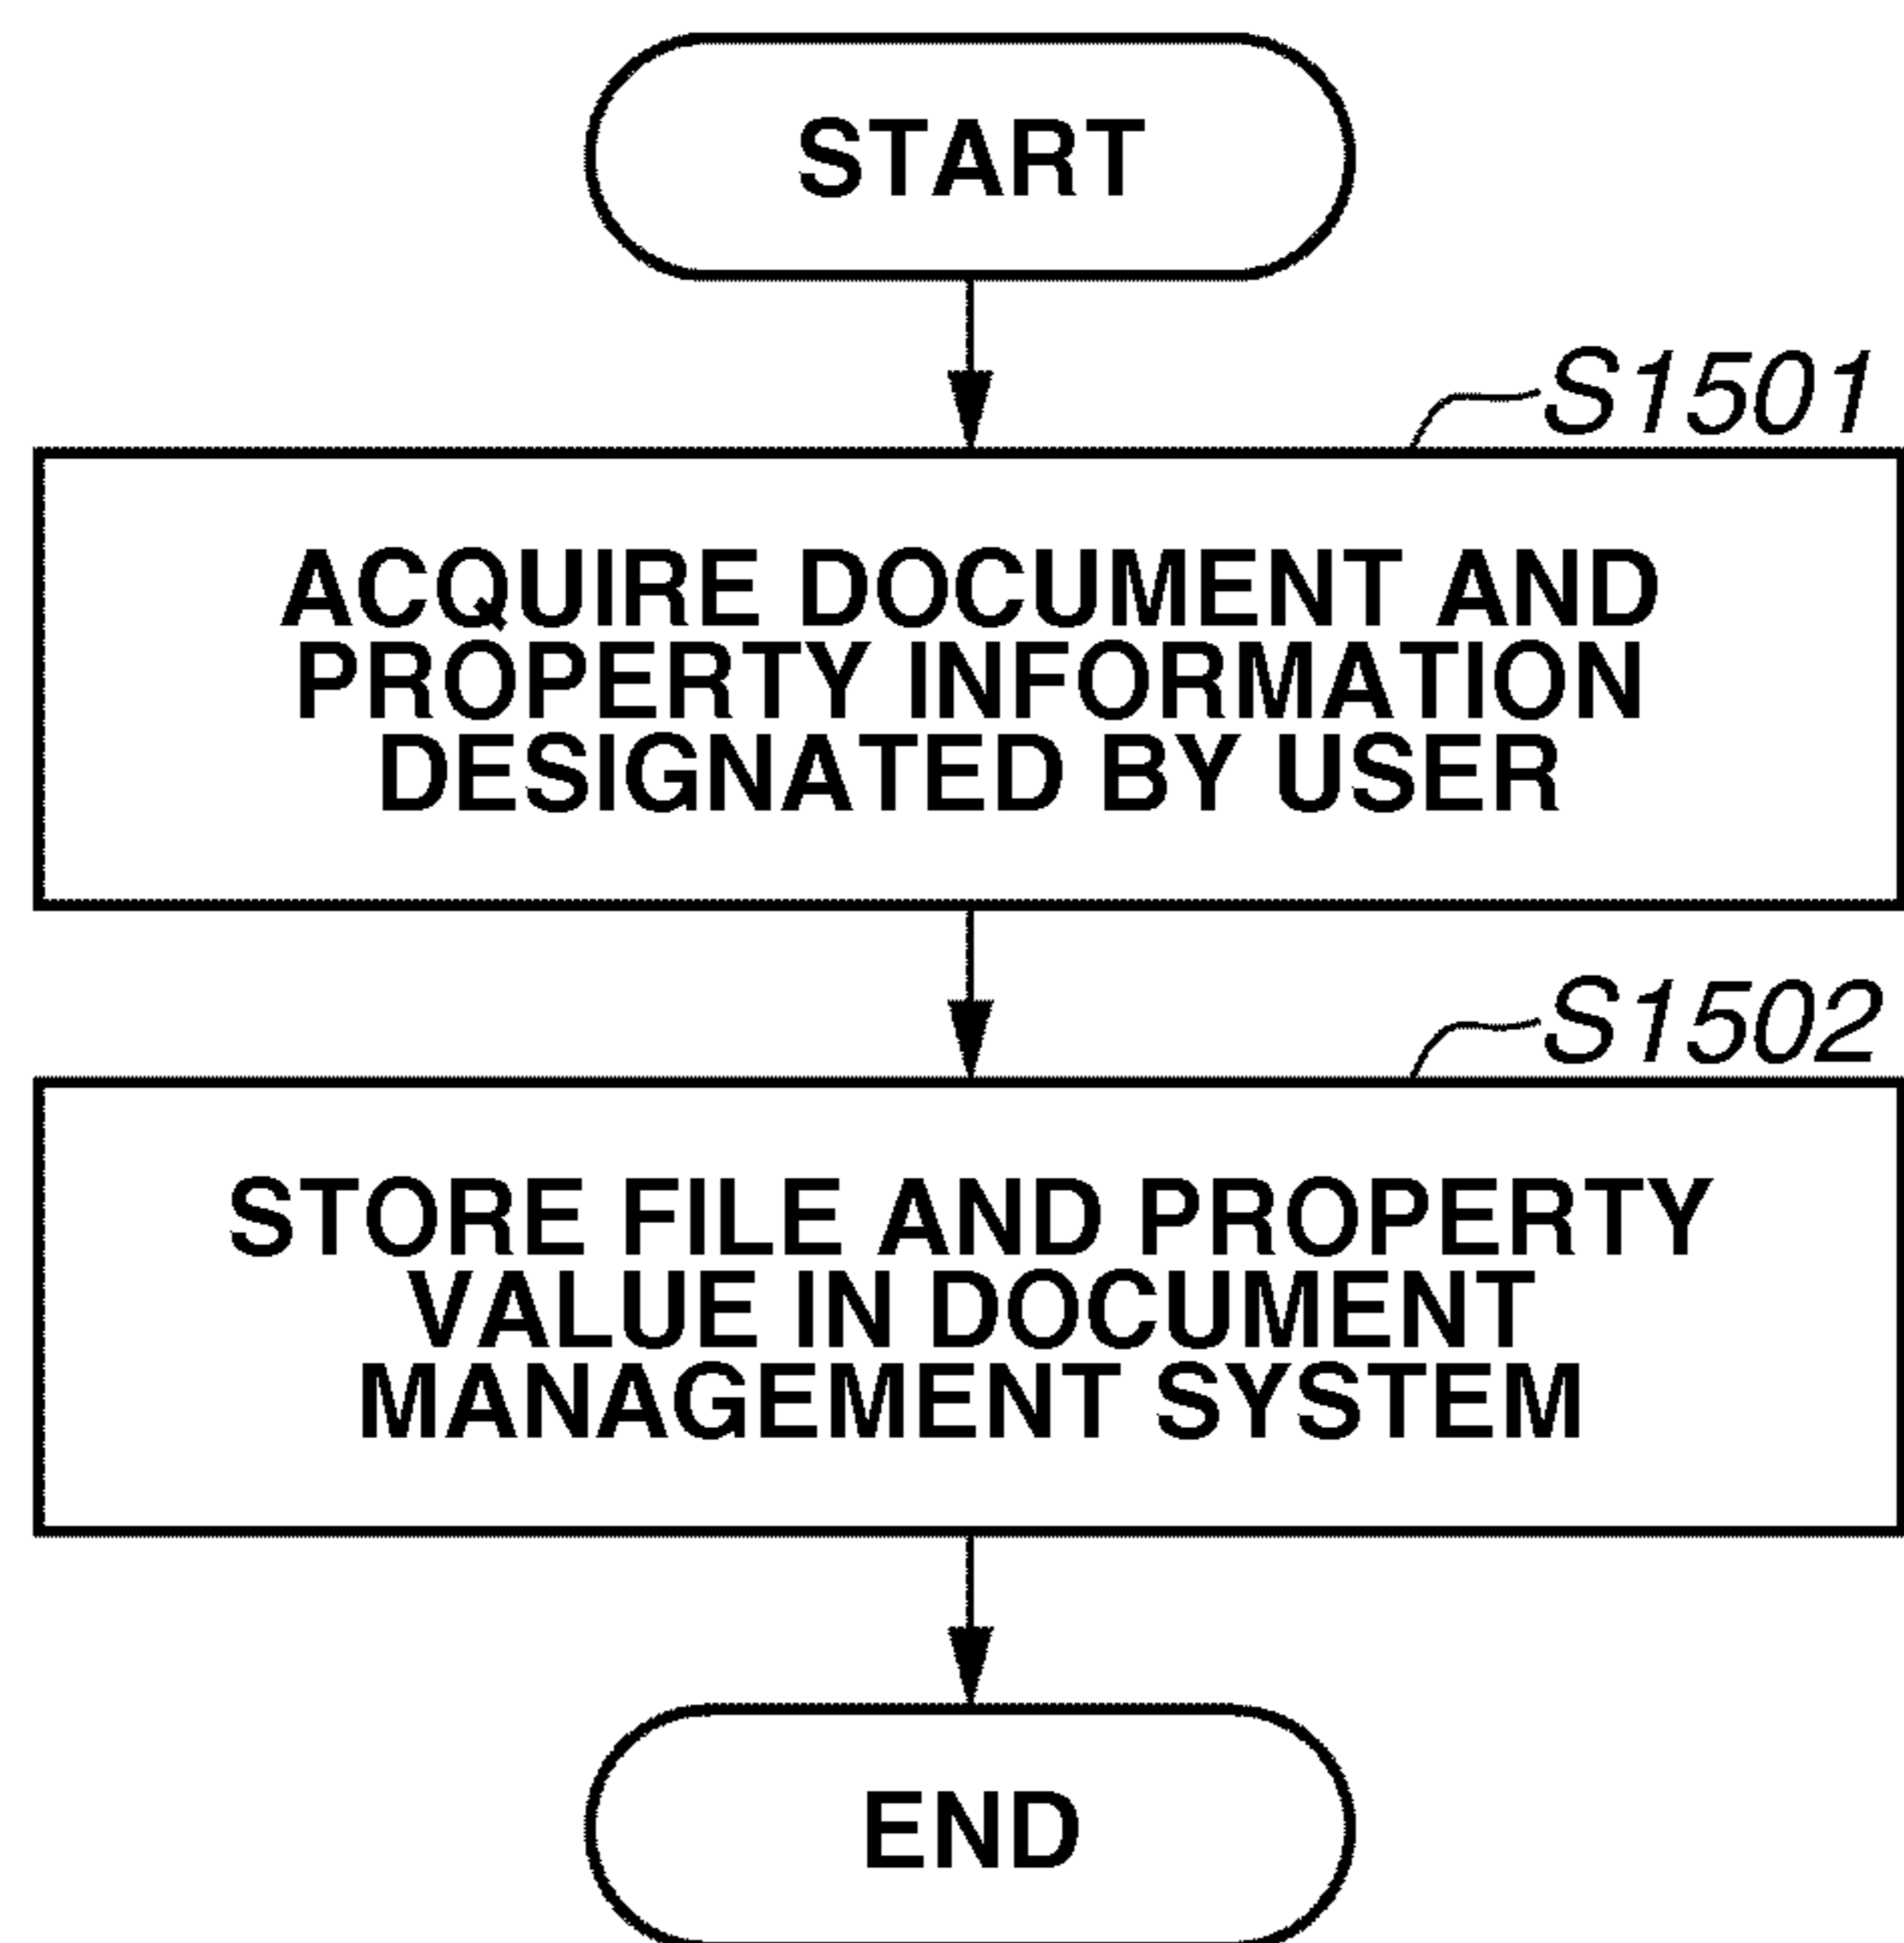 START
S1501
ACQUIRE DOCUMENT AND
PROPERTY INFORMATION
DESIGNATED BY USER
S1502
STORE FILE AND PROPERTY
VALUE IN DOCUMENT
MANAGEMENT SYSTEM
END